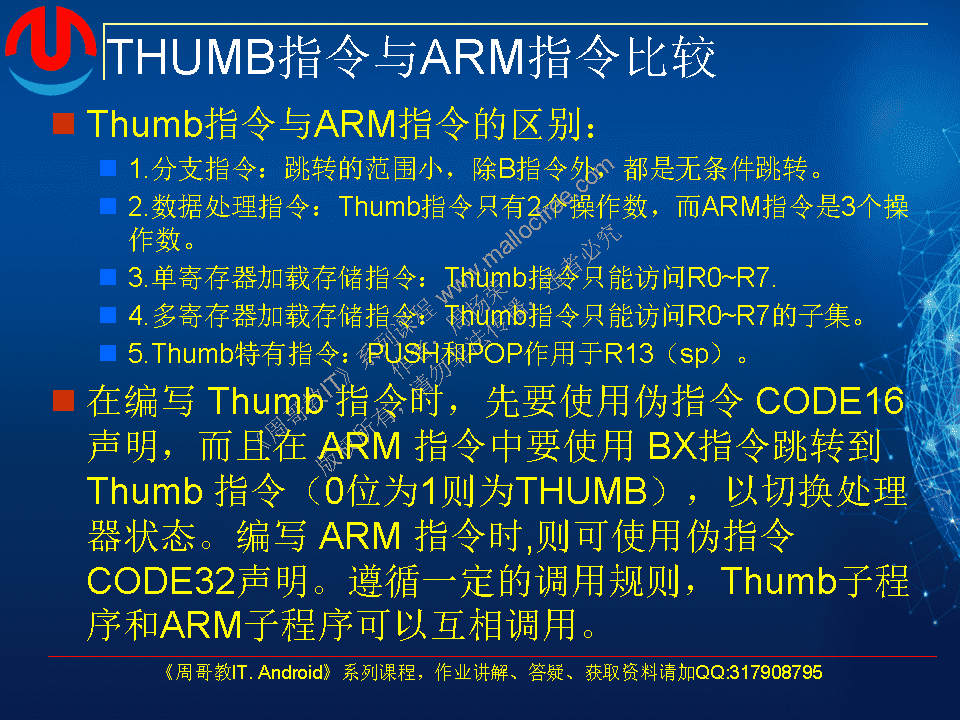 THUMB指令与ARM指令比较
Thumb指令与ARM指令的区别：
1.分支指令：跳转的范围小，除B指令外，都是无条件跳转。
2.数据处理指令：Thumb指令只有2个操作数，而ARM指令是3个操
作数。
3.单寄存器加载存储指令：Thumb指令只能访问R0~R7.
4.多寄存器加载存储指令：Thumb指令只能访问R0~R7的子集。
5.Thumb特有指令：PUSH和POP作用于R13（sp）。
在编写 Thumb 指令时，先要使用伪指令 CODE16
声明，而且在 ARM 指令中要使用 BX指令跳转到
Thumb 指令（0位为1则为THUMB），以切换处理
器状态。编写 ARM 指令时,则可使用伪指令
CODE32声明。遵循一定的调用规则，Thumb子程
序和ARM子程序可以互相调用。
《周哥教IT》系列课程 www.mallocfree.com
版权所有，作者：周扬荣，请勿非法传播，违者必究
《周哥教IT. Android》系列课程，作业讲解、答疑、获取资料请加QQ:317908795